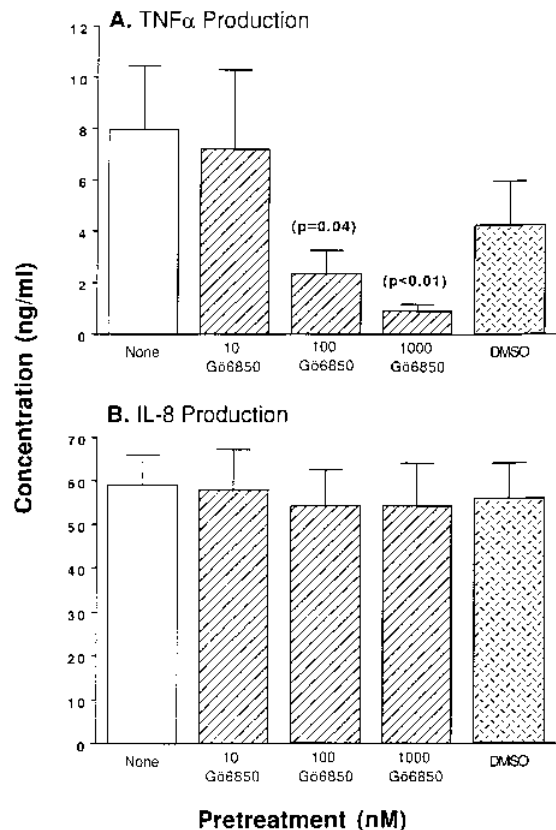 A. TNFα Production
12
10
8
6
4
2
0
(p=0.04)
(p<0.01)
None
10
Gö6850
100
Gö6850
1000
Gö6850
DMSO
Concentration (ng/ml)
B. IL-8 Production
70
60
50
40
30
20
10
0
None
10
Gö6850
100
Gö6850
1000
Gö6850
DMSO
Pretreatment (nM)